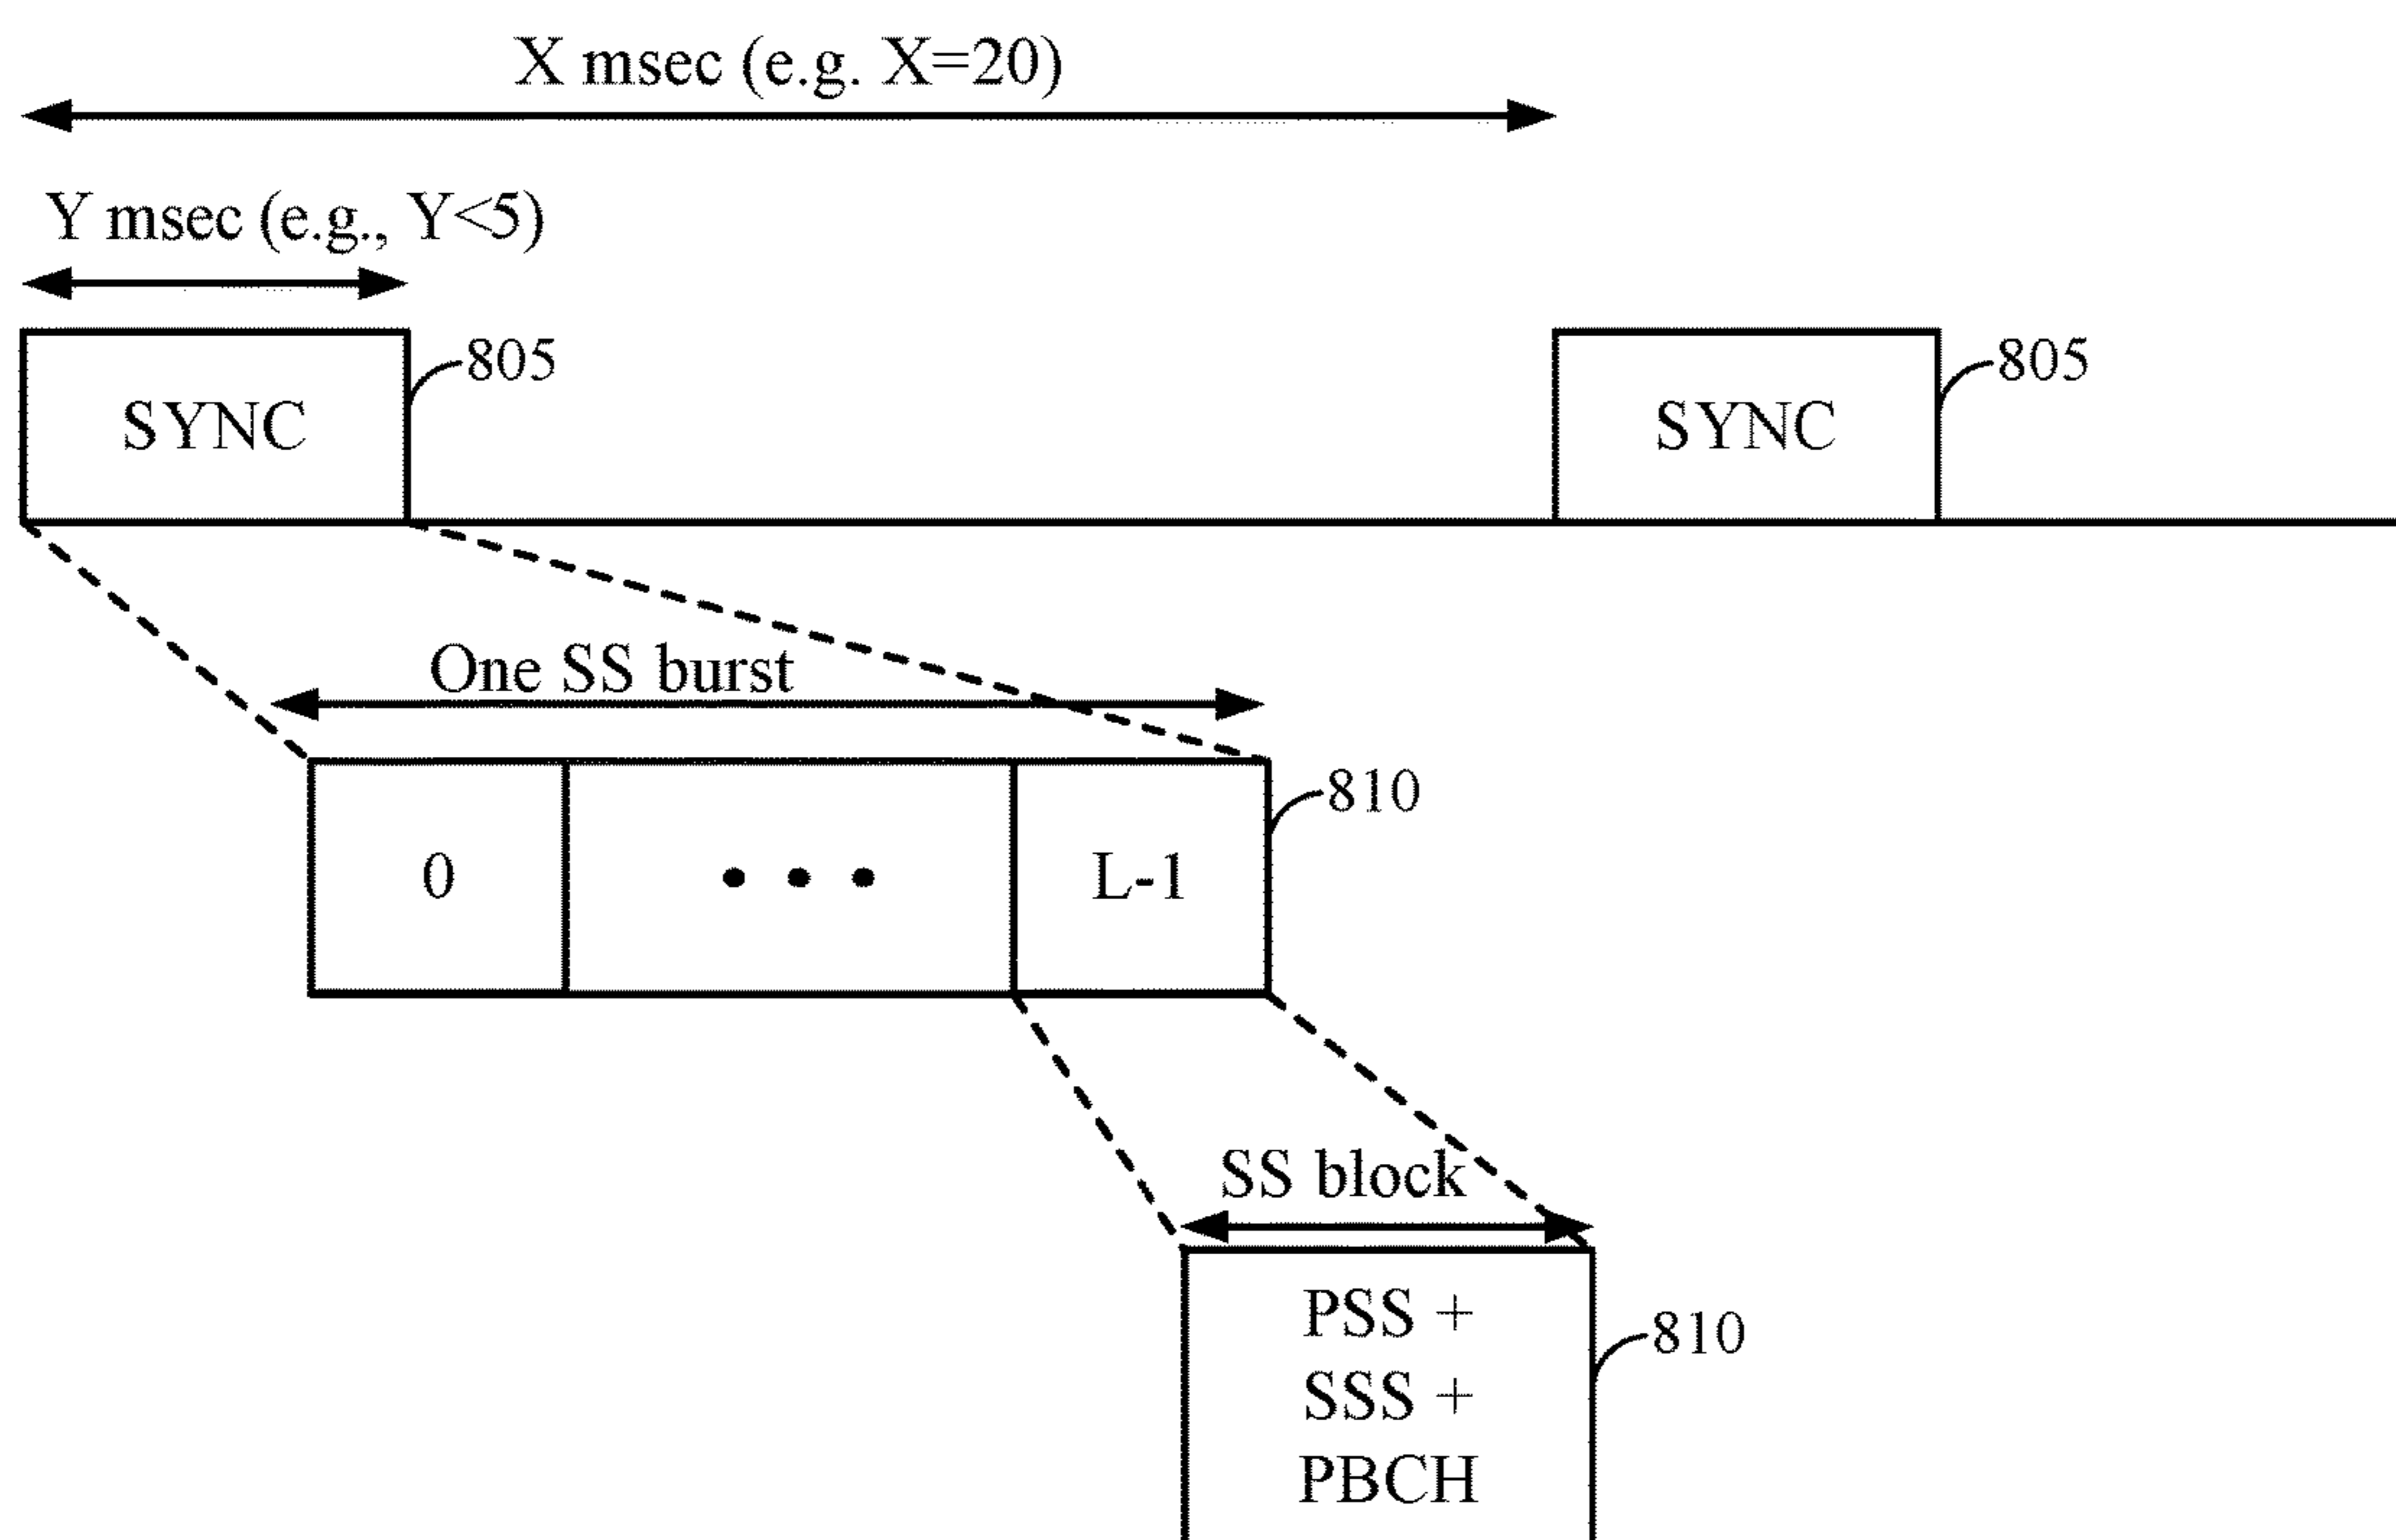 X msec (e.g. X=20)
Y msec (e.g., Y<5)
805
805
SYNC
SYNC
One SS burst
810
0
L-1
SS block
PSS +
810
SSS +
PBCH